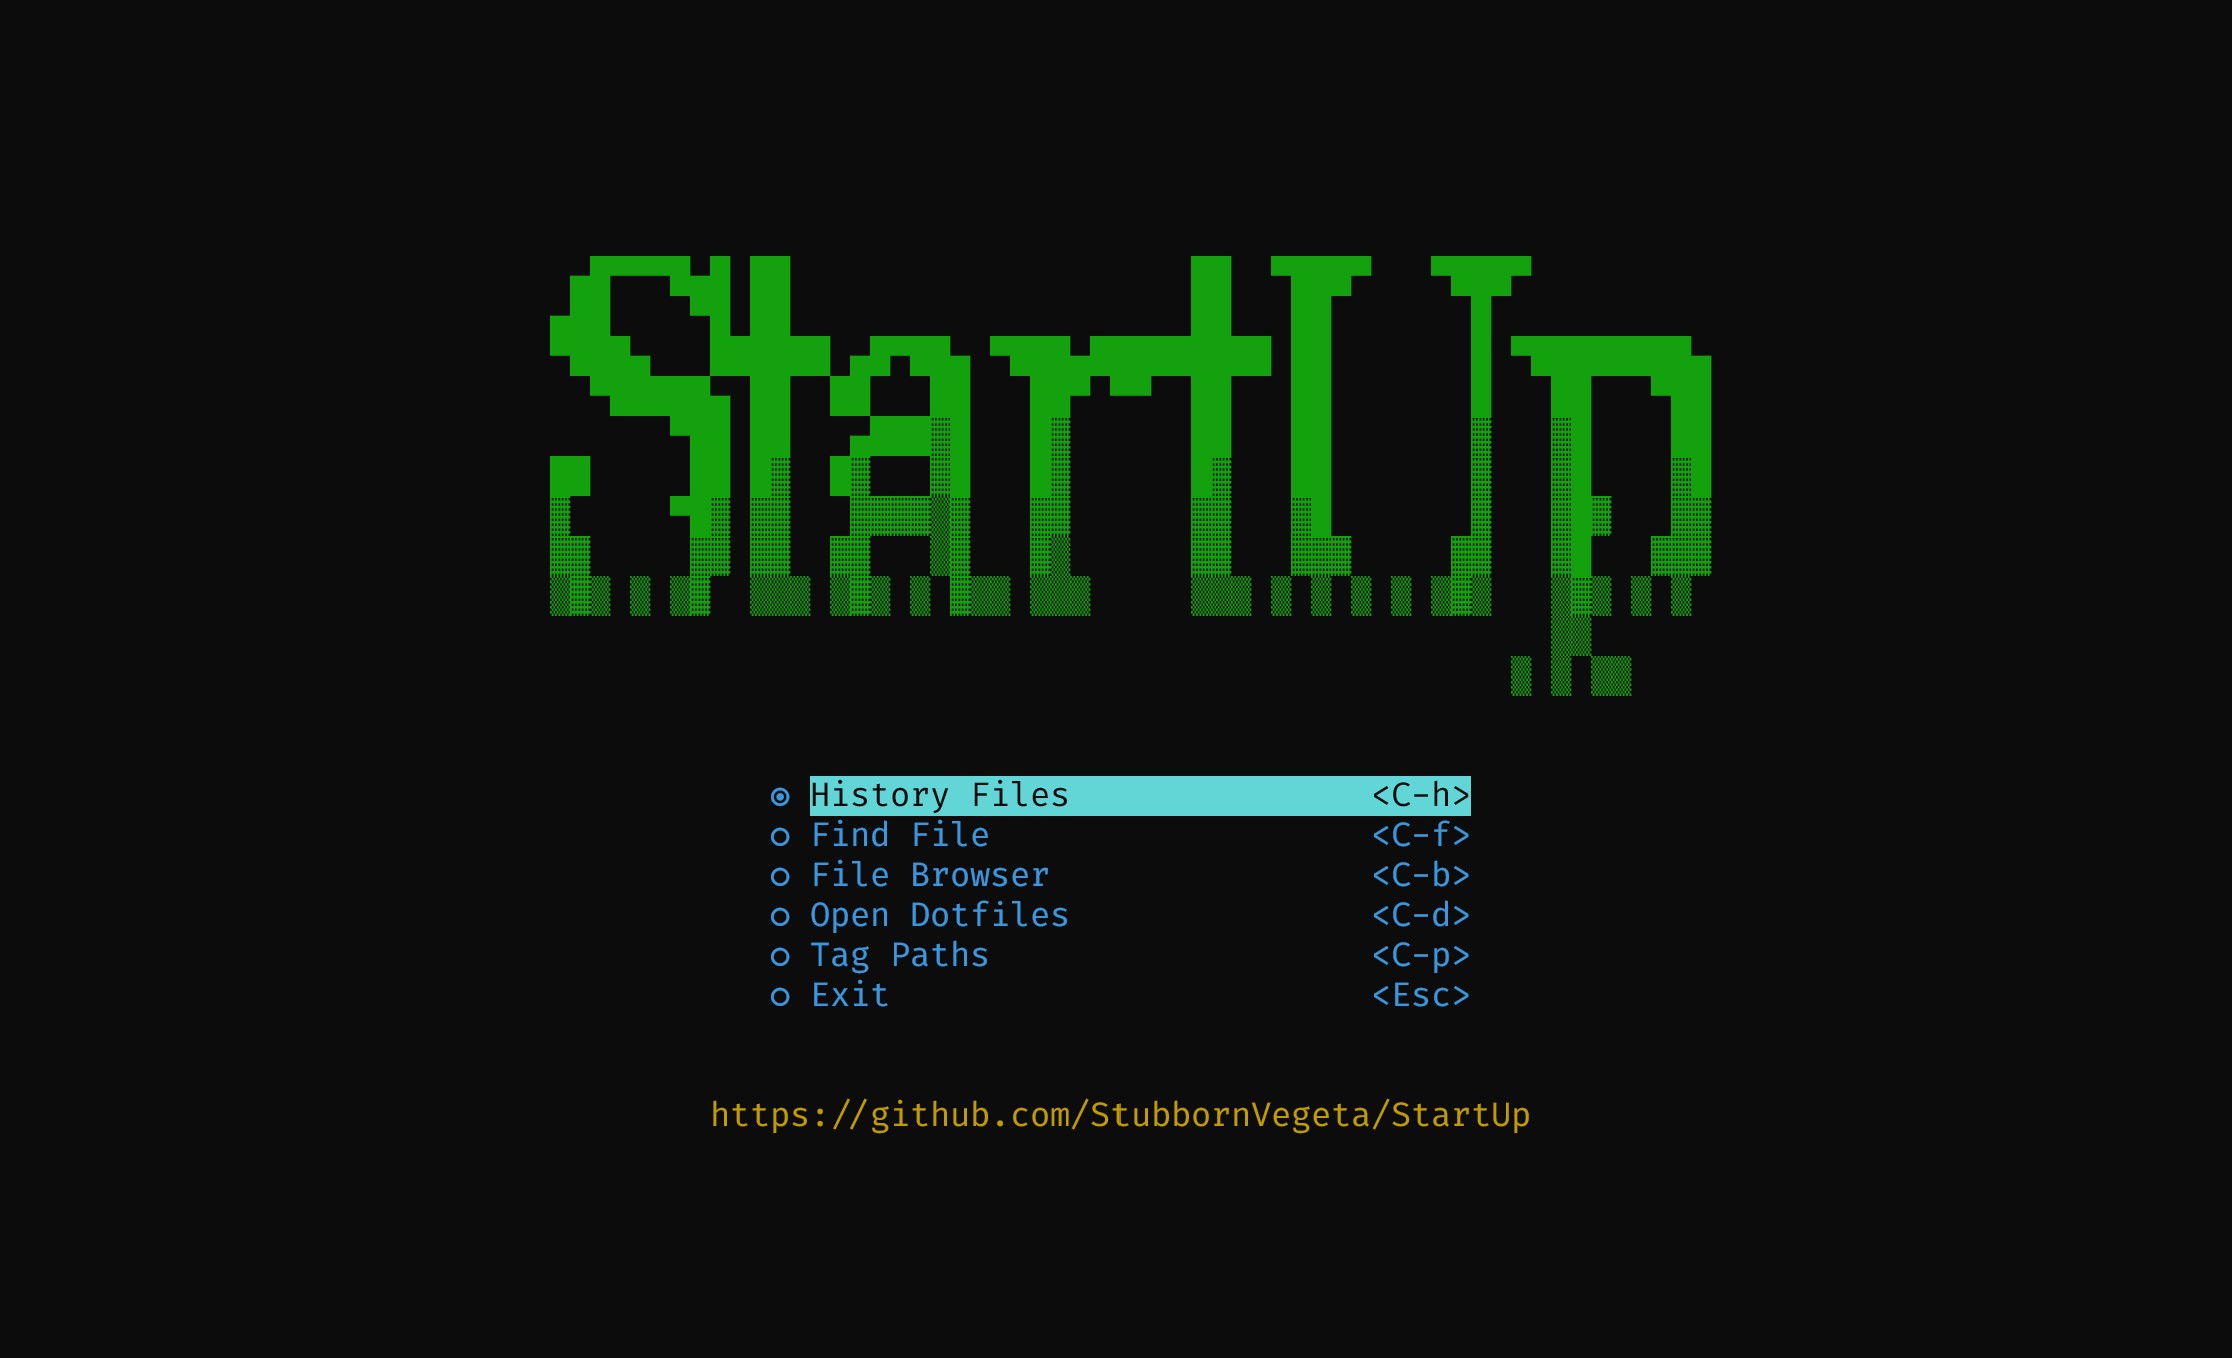 StartUp
History Files <C-h>
Find File <C-f>
File Browser <C-b>
Open Dotfiles <C-d>
Tag Paths <C-p>
Exit <Esc>
https://github.com/StubbornVegeta/StartUp